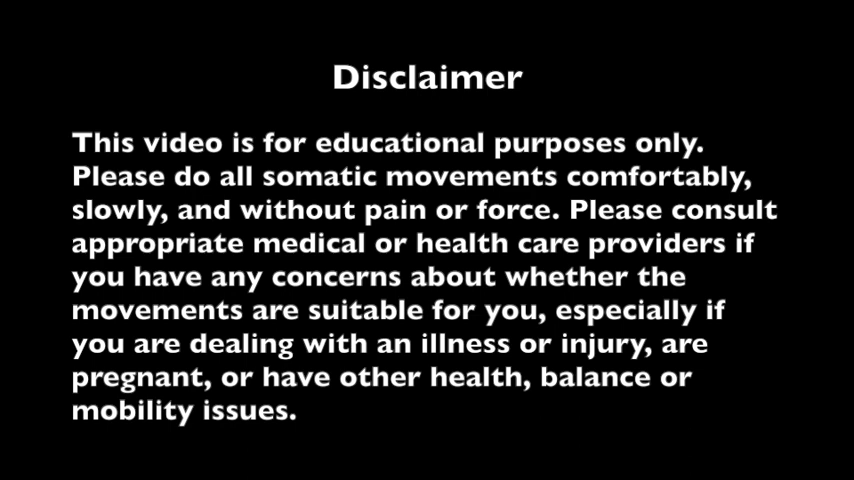 Disclaimer
This video is for educational purposes only.
Please do all somatic movements comfortably,
slowly, and without pain or force. Please consult
appropriate medical or health care providers if
you have any concerns about whether the
movements are suitable for you, especially if
you are dealing with an illness or injury, are
pregnant, or have other health, balance or
mobility issues.